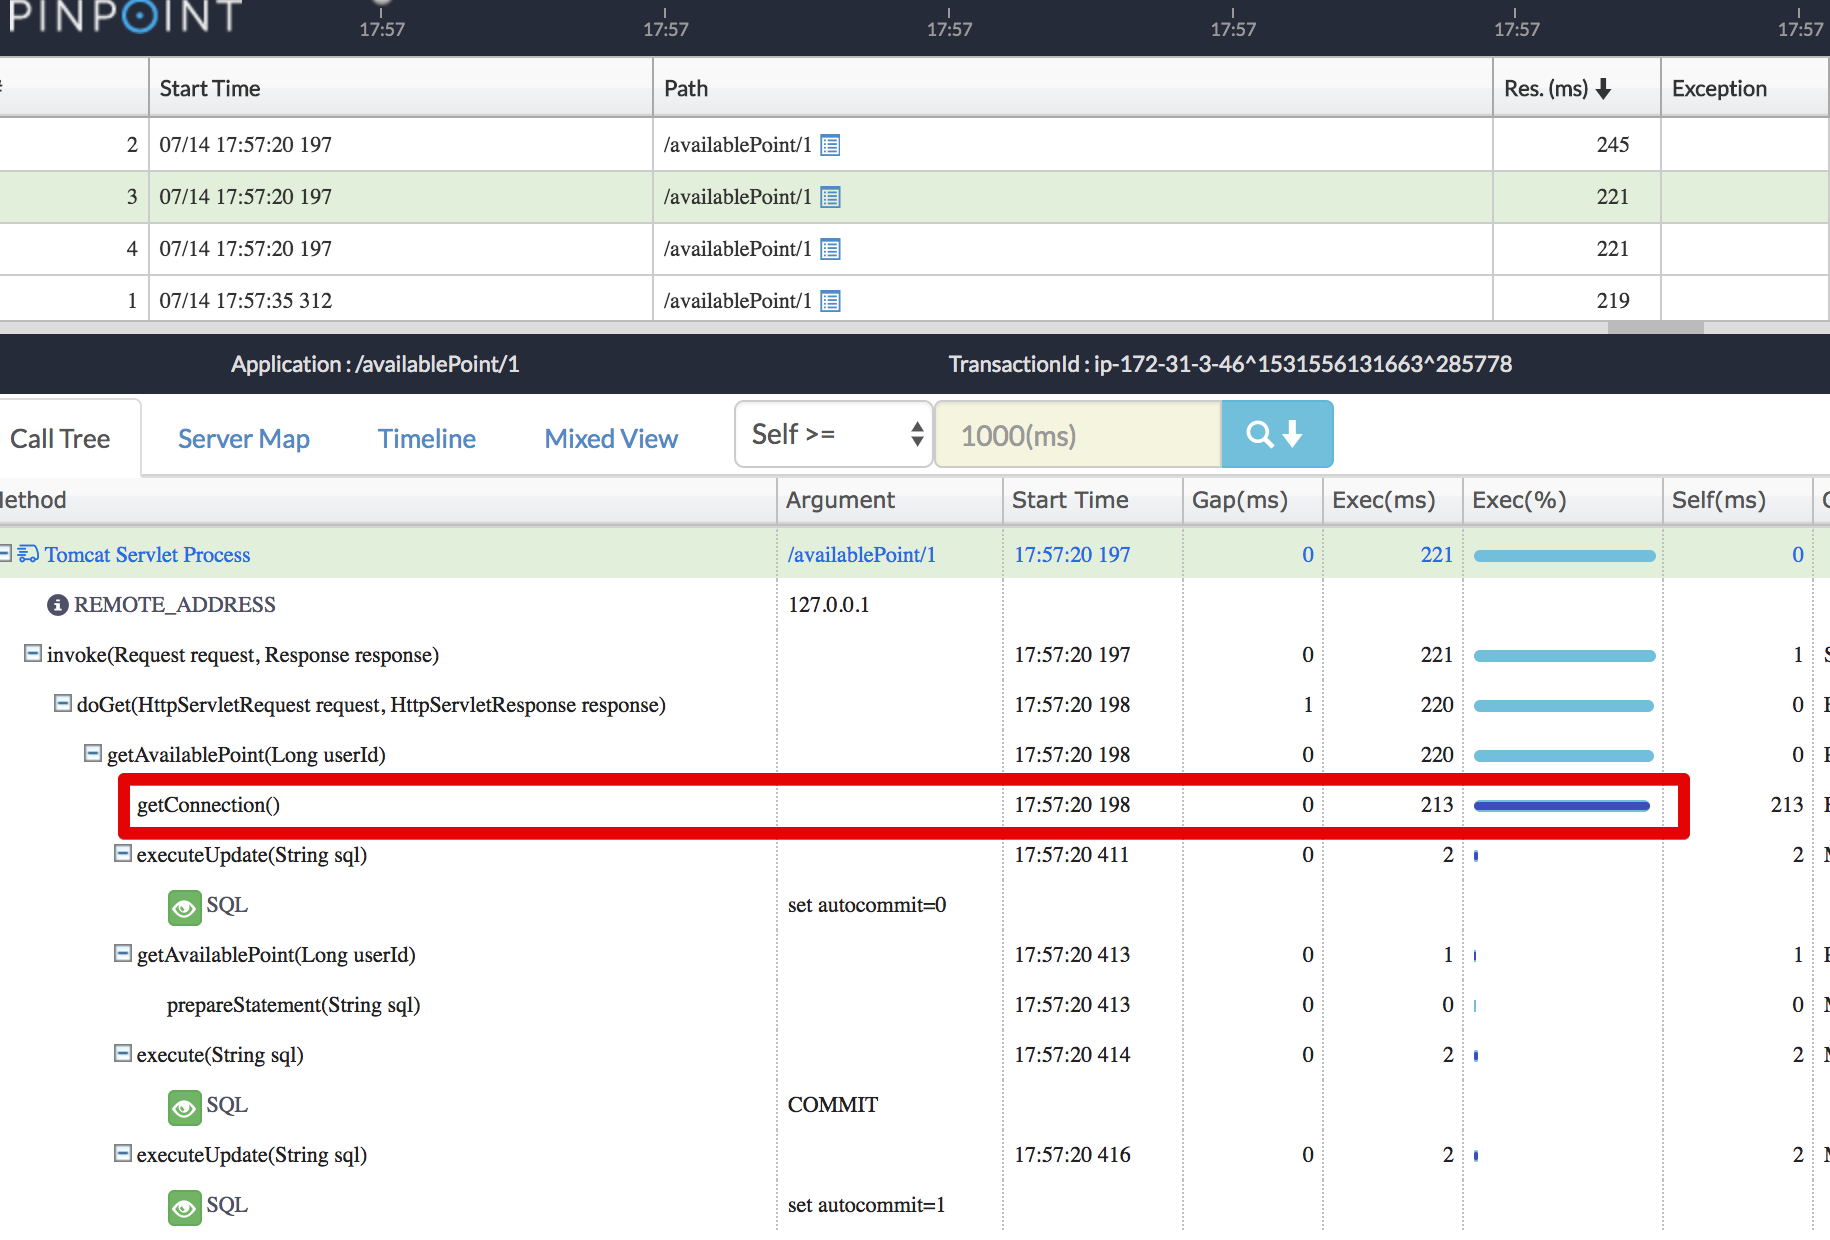 PINPOINT
17:57 17:57 17:57 17:57 17:57 17:57
Start Time Path Res. (ms) Exception
2 07/14 17:57:20 197 /availablePoint/1 245
3 07/14 17:57:20 197 /availablePoint/1 221
4 07/14 17:57:20 197 /availablePoint/1 221
1 07/14 17:57:35 312 /availablePoint/1 219
Application : /availablePoint/1 TransactionId : ip-172-31-3-46^1531556131663^285778
Call Tree Server Map Timeline Mixed View Self >= 1000(ms)
ethod Argument Start Time Gap(ms) Exec(ms) Exec(%) Self(ms)
Tomcat Servlet Process /availablePoint/1 17:57:20 197 0 221 0
REMOTE_ADDRESS 127.0.0.1
invoke(Request request, Response response) 17:57:20 197 0 221 1
doGet(HttpServletRequest request, HttpServletResponse response) 17:57:20 198 1 220 0
getAvailablePoint(Long userId) 17:57:20 198 0 220 0
getConnection() 17:57:20 198 0 213 213
executeUpdate(String sql) 17:57:20 411 0 2 2
SQL set autocommit=0
getAvailablePoint(Long userId) 17:57:20 413 0 1 1
prepareStatement(String sql) 17:57:20 413 0 0 0
execute(String sql) 17:57:20 414 0 2 2
SQL COMMIT
executeUpdate(String sql) 17:57:20 416 0 2 2
SQL set autocommit=1